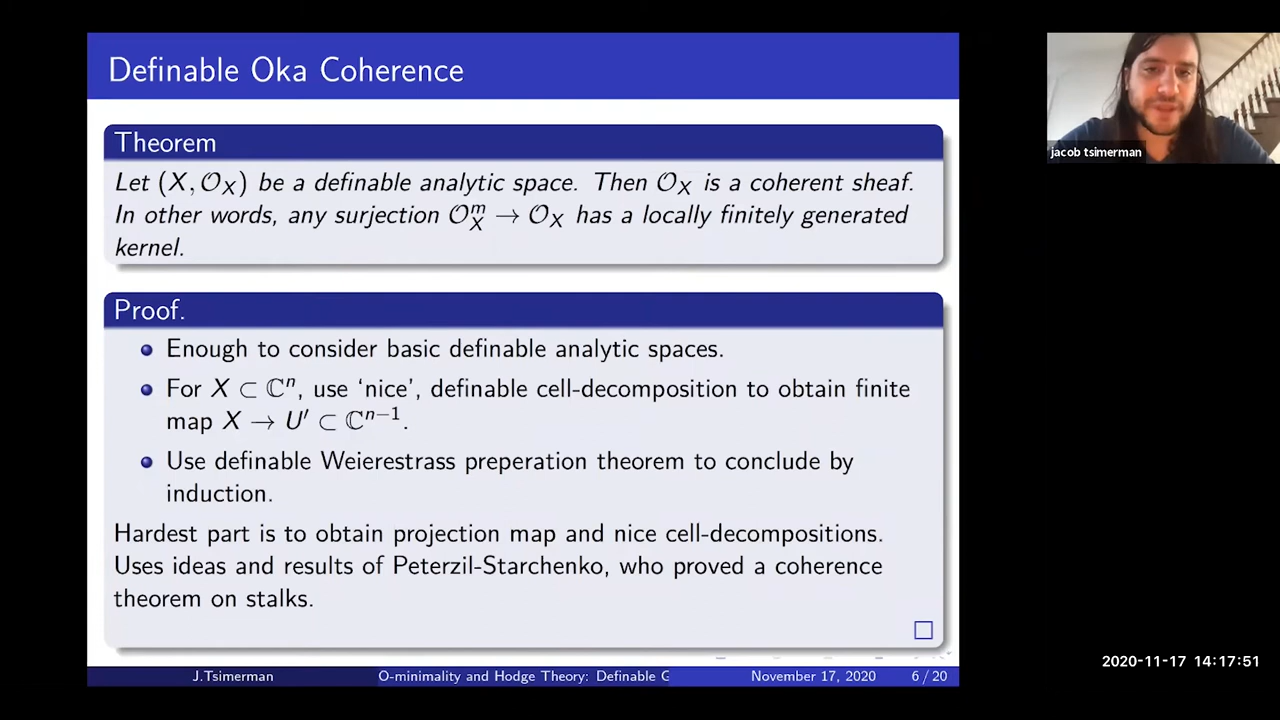 Definable Oka Coherence
jacob tsimerman
Theorem
Let (X, 𝒪_X) be a definable analytic space. Then 𝒪_X is a coherent sheaf.
In other words, any surjection 𝒪_X^m → 𝒪_X has a locally finitely generated
kernel.
Proof.
Enough to consider basic definable analytic spaces.
For X ⊂ ℂ^n, use ‘nice’, definable cell-decomposition to obtain finite
map X → U′ ⊂ ℂ^{n−1}.
Use definable Weierestrass preperation theorem to conclude by
induction.
Hardest part is to obtain projection map and nice cell-decompositions.
Uses ideas and results of Peterzil-Starchenko, who proved a coherence
theorem on stalks.
2020-11-17 14:17:51
J.Tsimerman O-minimality and Hodge Theory: Definable G November 17, 2020 6 / 20